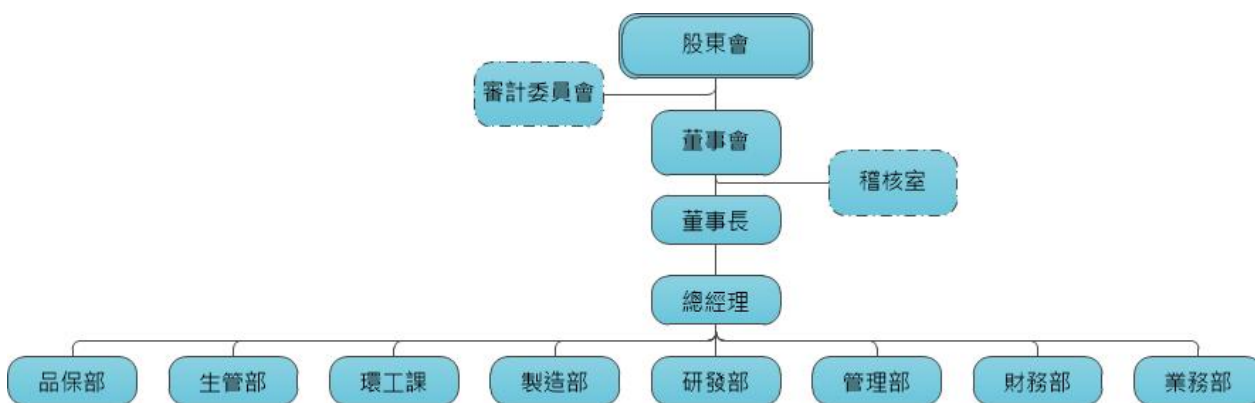 股東會
審計委員會
董事會
稽核室
董事長
總經理
品保部
生管部
環工課
製造部
研發部
管理部
財務部
業務部